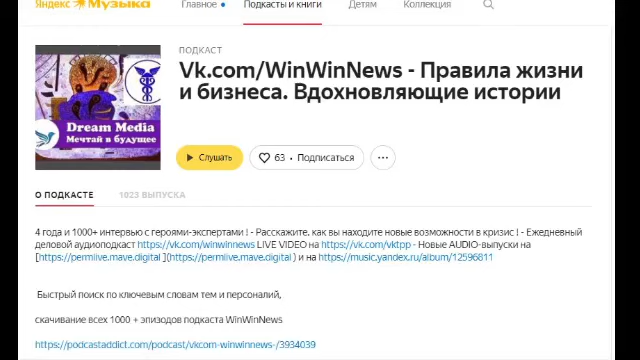 Яндекс Музыка
Главное
Подкасты и книги
Детям
Коллекция
ПОДКАСТ
Vk.com/WinWinNews - Правила жизни
и бизнеса. Вдохновляющие истории
Dream Media
Мечтай в будущее
Слушать
63 • Подписаться
О ПОДКАСТЕ
1023 ВЫПУСКА
4 года и 1000+ интервью с героями-экспертами ! - Расскажите, как вы находите новые возможности в кризис ! - Ежедневный
деловой аудиоподкаст https://vk.com/winwinnews LIVE VIDEO на https://vk.com/vktpp - Новые AUDIO-выпуски на
[https://permlive.mave.digital ](https://permlive.mave.digital ) и на https://music.yandex.ru/album/12596811
Быстрый поиск по ключевым словам тем и персоналий,
скачивание всех 1000 + эпизодов подкаста WinWinNews
https://podcastaddict.com/podcast/vkcom-winwinnews-/3934039